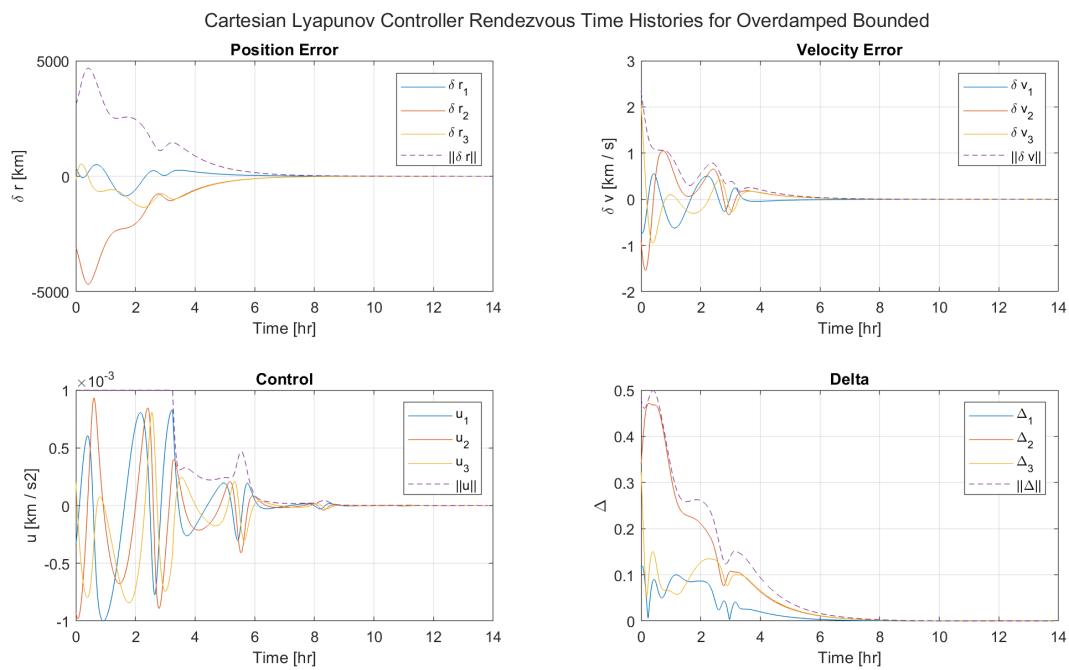 Cartesian Lyapunov Controller Rendezvous Time Histories for Overdamped Bounded
Position Error
5000
0
-5000
δ r [km]
0 2 4 6 8 10 12 14
Time [hr]
δ r₁
δ r₂
δ r₃
||δ r||
Velocity Error
3
2
1
0
-1
-2
δ v [km / s]
0 2 4 6 8 10 12 14
Time [hr]
δ v₁
δ v₂
δ v₃
||δ v||
Control
×10⁻³
1
0.5
0
-0.5
-1
u [km / s2]
0 2 4 6 8 10 12 14
Time [hr]
u₁
u₂
u₃
||u||
Delta
0.5
0.4
0.3
0.2
0.1
0
Δ
0 2 4 6 8 10 12 14
Time [hr]
Δ₁
Δ₂
Δ₃
||Δ||